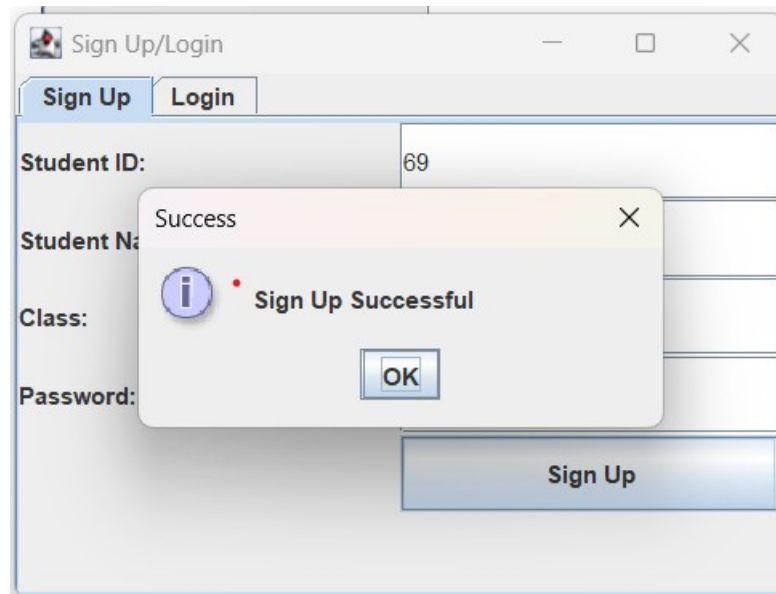 Sign Up/Login
Sign Up Login
Student ID: 69
Success
Student Na
Sign Up Successful
Class:
OK
Password:
Sign Up